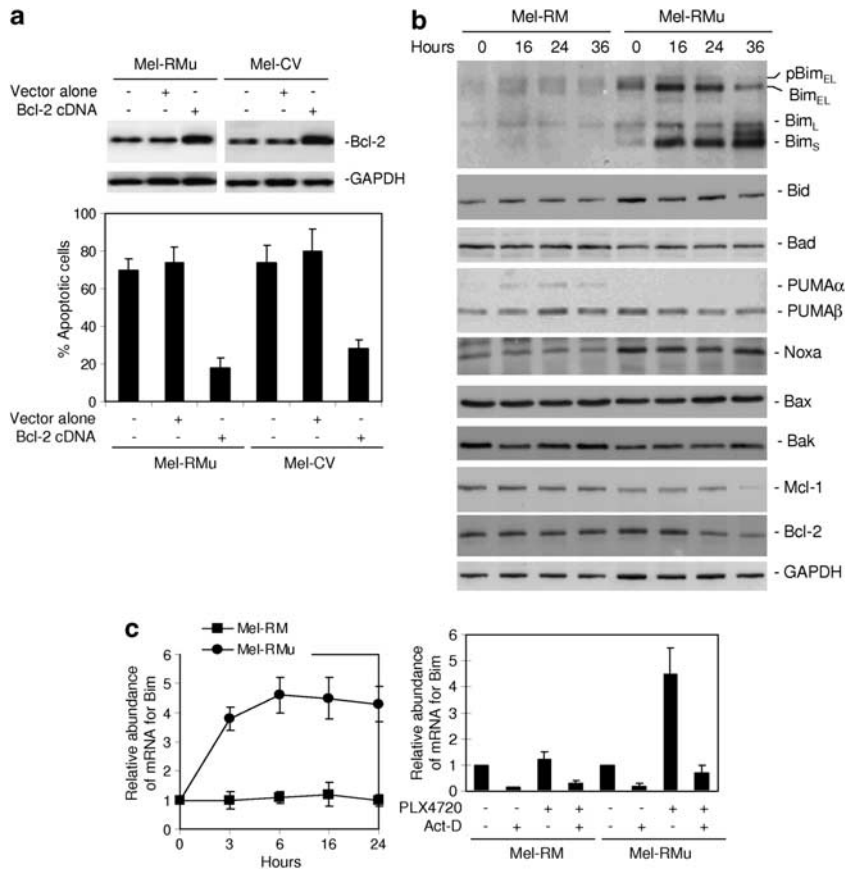 a
Mel-RMu Mel-CV
Vector alone - + - - + -
Bcl-2 cDNA - - + - - +
-Bcl-2
-GAPDH
100
80
60
40
20
0
% Apoptotic cells
Vector alone - + - - + -
Bcl-2 cDNA - - + - - +
Mel-RMu Mel-CV
b
Mel-RM Mel-RMu
Hours 0 16 24 36 0 16 24 36
pBimEL
BimEL
- BimL
- BimS
- Bid
- Bad
- PUMAα
- PUMAβ
- Noxa
- Bax
- Bak
- Mcl-1
- Bcl-2
- GAPDH
c
Mel-RM
Mel-RMu
Relative abundance
of mRNA for Bim
6
5
4
3
2
1
0
0 3 6 16 24
Hours
Relative abundance
of mRNA for Bim
6
5
4
3
2
1
0
PLX4720 - - + + - - + +
Act-D - + - + - + - +
Mel-RM Mel-RMu